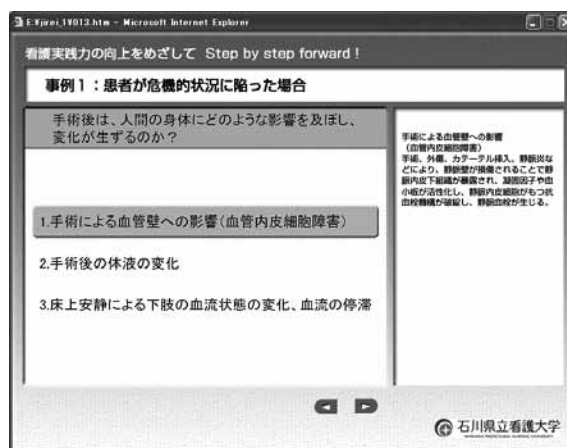 E:¥jirei_1¥013.htm - Microsoft Internet Explorer
看護実践力の向上をめざして Step by step forward！
事例1：患者が危機的状況に陥った場合
手術後は、人間の身体にどのような影響を及ぼし、
変化が生ずるのか？
1.手術による血管壁への影響（血管内皮細胞障害）
2.手術後の体液の変化
3.床上安静による下肢の血流状態の変化、血流の停滞
手術による血管壁への影響
（血管内皮細胞障害）
手術、外傷、カテーテル挿入、静脈炎な
どにより、静脈壁が損傷されることで静
脈内皮下組織が暴露され、凝固因子や血
小板が活性化し、静脈内皮細胞がもつ抗
血栓機構が破綻し、静脈血栓が生じる。
石川県立看護大学